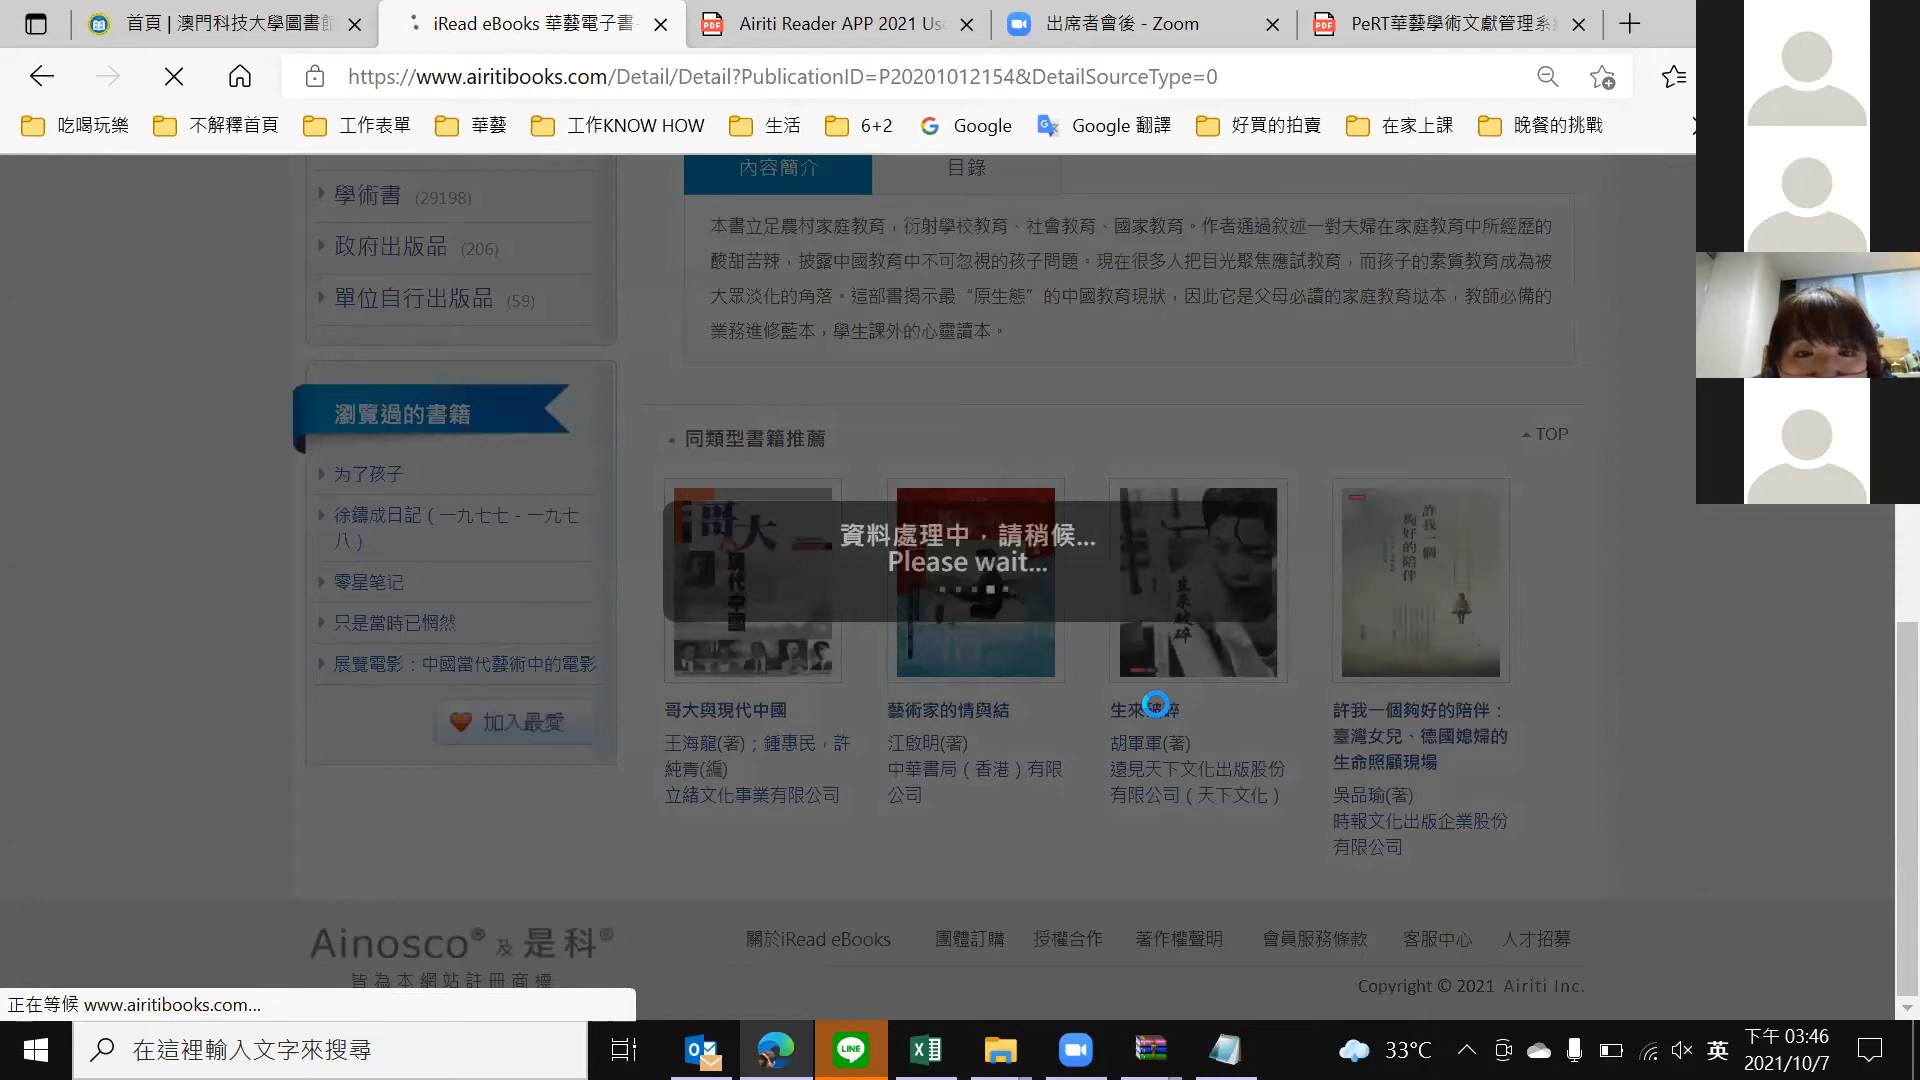 首頁 | 澳門科技大學圖書館
iRead eBooks 華藝電子書-
Airiti Reader APP 2021 Us
出席者會後 - Zoom
PeRT華藝學術文獻管理系
https://www.airitibooks.com/Detail/Detail?PublicationID=P20201012154&DetailSourceType=0
吃喝玩樂
不解釋首頁
工作表單
華藝
工作KNOW HOW
生活
6+2
Google
Google 翻譯
好買的拍賣
在家上課
晚餐的挑戰
內容簡介
目錄
學術書 (29198)
政府出版品 (206)
單位自行出版品 (59)
本書立足農村家庭教育，衍射學校教育、社會教育、國家教育。作者通過敘述一對夫婦在家庭教育中所經歷的
酸甜苦辣，披露中國教育中不可忽視的孩子問題。現在很多人把目光聚焦應試教育，而孩子的素質教育成為被
大眾淡化的角落。這部書揭示最“原生態”的中國教育現狀，因此它是父母必讀的家庭教育圵本，教師必備的
業務進修藍本，學生課外的心靈讀本。
瀏覽過的書籍
为了孩子
徐鑄成日記（一九七七－一九七
八）
零星笔记
只是當時已惘然
展覽電影：中國當代藝術中的電影
加入最愛
同類型書籍推薦
TOP
資料處理中，請稍候...
Please wait...
哥大
現代中國
生來破碎
許我一個
夠好的陪伴
哥大與現代中國
王海龍(著)；鍾惠民，許
純青(編)
立緒文化事業有限公司
藝術家的情與結
江啟明(著)
中華書局（香港）有限
公司
生來破碎
胡軍軍(著)
遠見天下文化出版股份
有限公司（天下文化）
許我一個夠好的陪伴：
臺灣女兒、德國媳婦的
生命照顧現場
吳品瑜(著)
時報文化出版企業股份
有限公司
Ainosco® 及 是科®
皆為本網站註冊商標
關於iRead eBooks
團體訂購
授權合作
著作權聲明
會員服務條款
客服中心
人才招募
Copyright © 2021 Airiti Inc.
正在等候 www.airitibooks.com...
在這裡輸入文字來搜尋
LINE
33°C
英
下午 03:46
2021/10/7